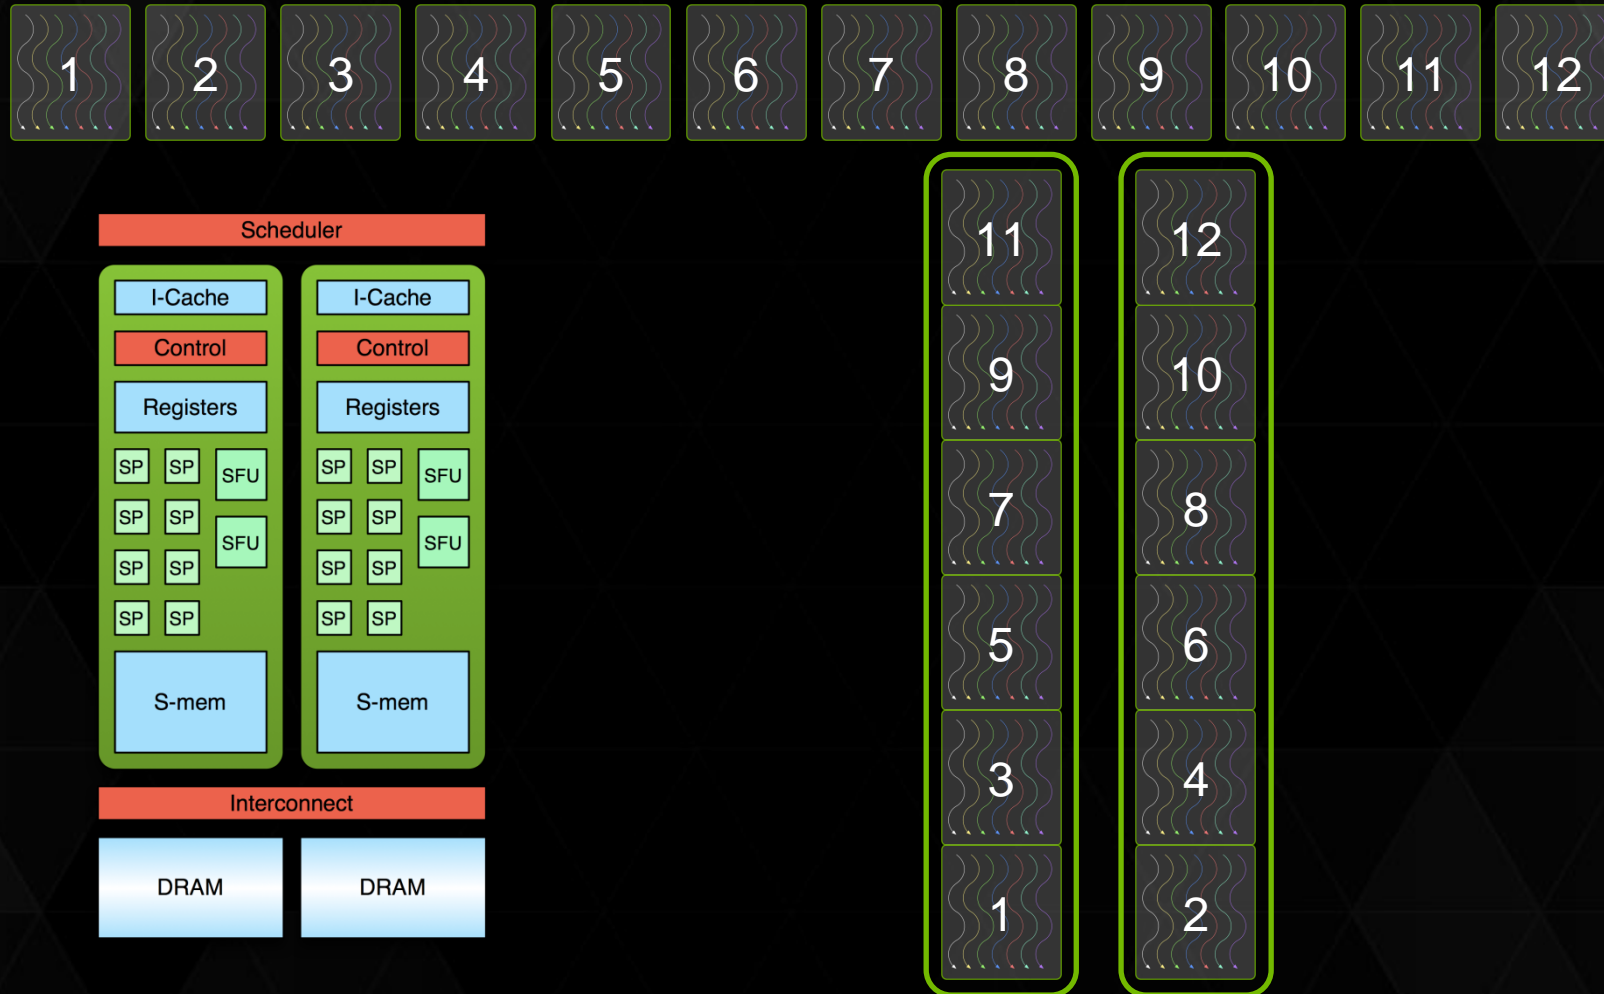 1 2 3 4 5 6 7 8 9 10 11 12
Scheduler
I-Cache I-Cache
Control Control
Registers Registers
SP SP SFU SP SP SFU
SP SP SP SP
SFU SFU
SP SP SP SP
SP SP SP SP
S-mem S-mem
Interconnect
DRAM DRAM
11 12
9 10
7 8
5 6
3 4
1 2